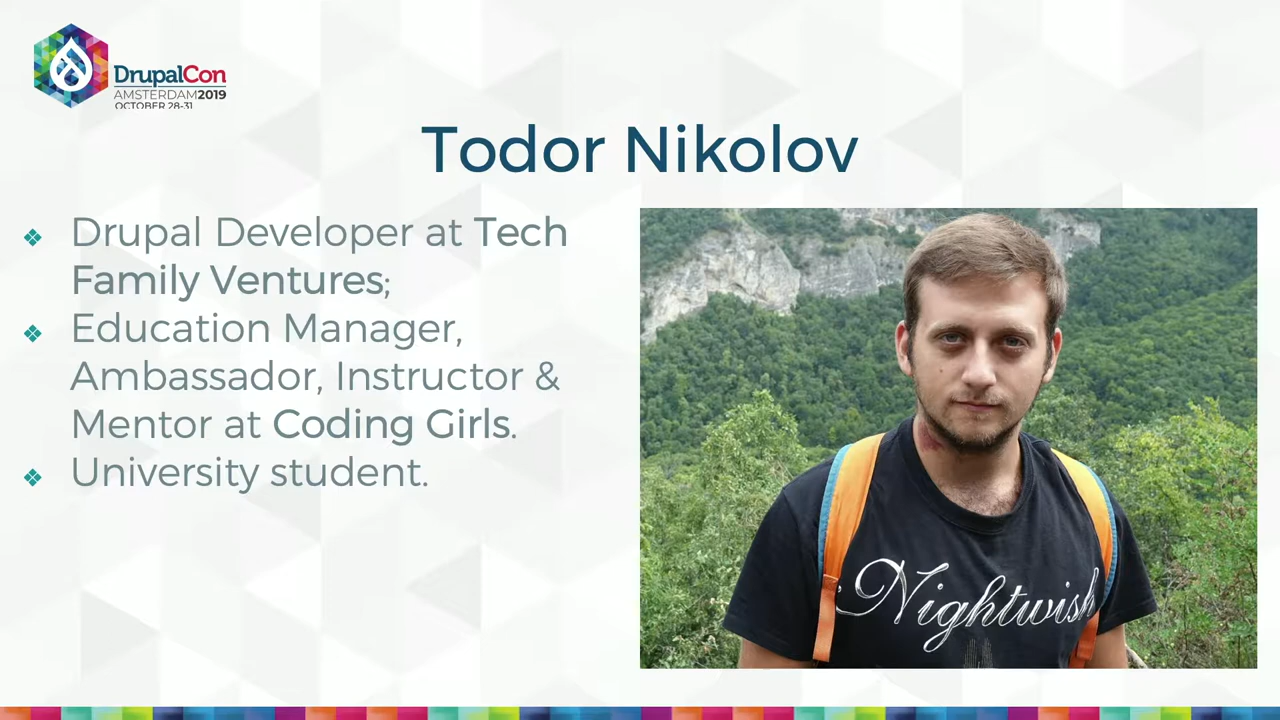 DrupalCon
AMSTERDAM2019
OCTOBER 28-31
Todor Nikolov
❖ Drupal Developer at Tech
Family Ventures;
❖ Education Manager,
Ambassador, Instructor &
Mentor at Coding Girls.
❖ University student.
Nightwish